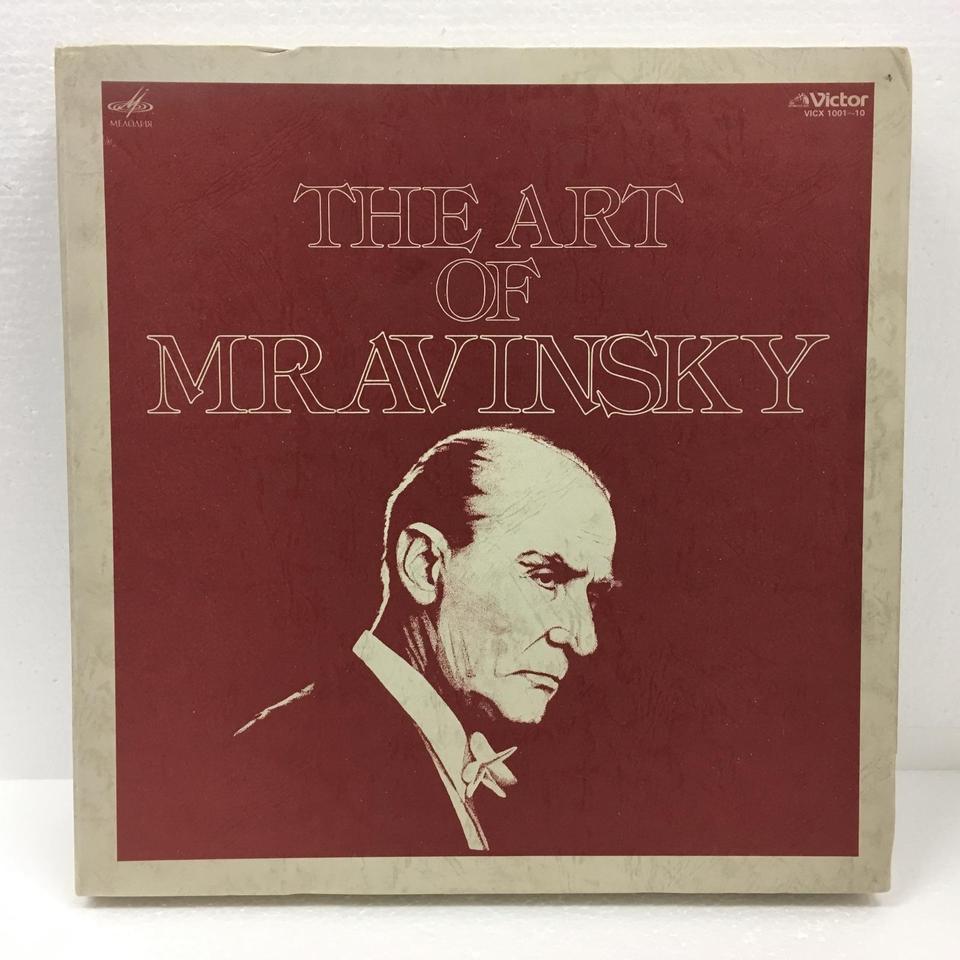 МЕЛОДИЯ
Victor
VICX 1001~10
THE ART
OF
MRAVINSKY